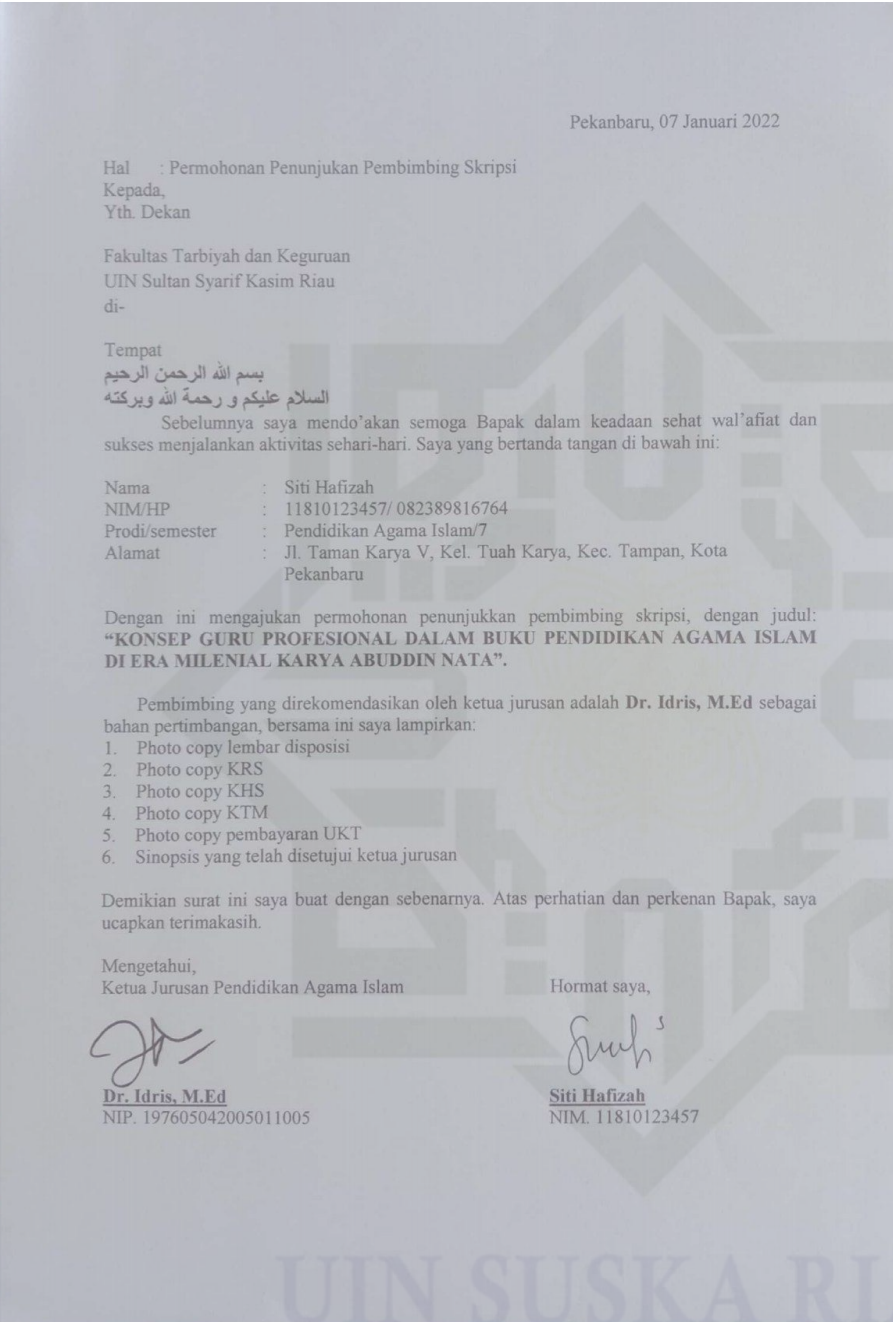 Pekanbaru, 07 Januari 2022
Hal : Permohonan Penunjukan Pembimbing Skripsi
Kepada,
Yth. Dekan
Fakultas Tarbiyah dan Keguruan
UIN Sultan Syarif Kasim Riau
di-
Tempat
بسم الله الرحمن الرحيم
السلام عليكم و رحمة الله وبركته
Sebelumnya saya mendo'akan semoga Bapak dalam keadaan sehat wal'afiat dan
sukses menjalankan aktivitas sehari-hari. Saya yang bertanda tangan di bawah ini:
Nama : Siti Hafizah
NIM/HP : 11810123457/ 082389816764
Prodi/semester : Pendidikan Agama Islam/7
Alamat : Jl. Taman Karya V, Kel. Tuah Karya, Kec. Tampan, Kota
Pekanbaru
Dengan ini mengajukan permohonan penunjukkan pembimbing skripsi, dengan judul:
“KONSEP GURU PROFESIONAL DALAM BUKU PENDIDIKAN AGAMA ISLAM
DI ERA MILENIAL KARYA ABUDDIN NATA”.
Pembimbing yang direkomendasikan oleh ketua jurusan adalah Dr. Idris, M.Ed sebagai
bahan pertimbangan, bersama ini saya lampirkan:
1. Photo copy lembar disposisi
2. Photo copy KRS
3. Photo copy KHS
4. Photo copy KTM
5. Photo copy pembayaran UKT
6. Sinopsis yang telah disetujui ketua jurusan
Demikian surat ini saya buat dengan sebenarnya. Atas perhatian dan perkenan Bapak, saya
ucapkan terimakasih.
Mengetahui,
Ketua Jurusan Pendidikan Agama Islam
Hormat saya,
Dr. Idris, M.Ed
NIP. 197605042005011005
Siti Hafizah
NIM. 11810123457
UIN SUSKA RI